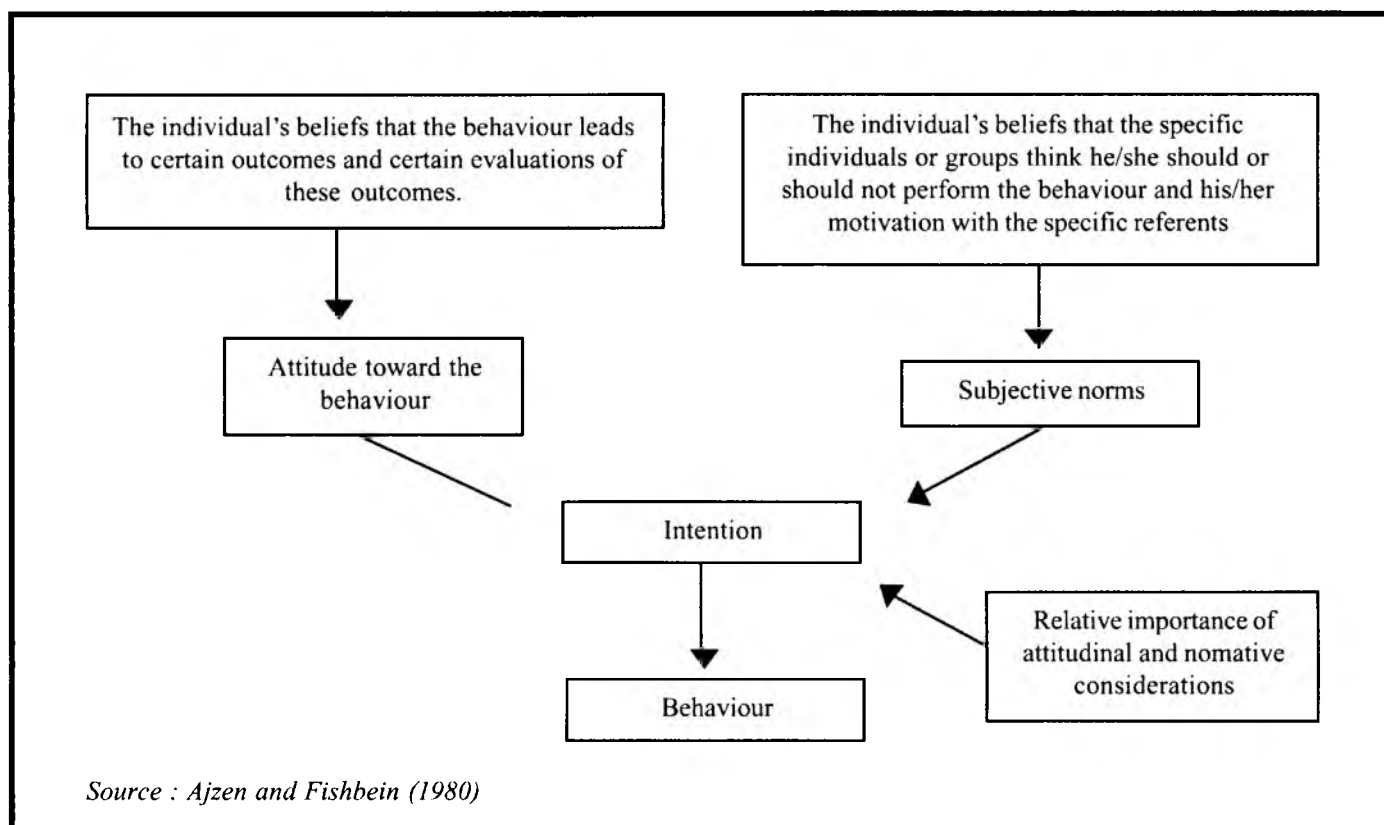 The individual's beliefs that the behaviour leads
to certain outcomes and certain evaluations of
these outcomes.
The individual's beliefs that the specific
individuals or groups think he/she should or
should not perform the behaviour and his/her
motivation with the specific referents
Attitude toward the
behaviour
Subjective norms
Intention
Relative importance of
attitudinal and nomative
considerations
Behaviour
Source : Ajzen and Fishbein (1980)